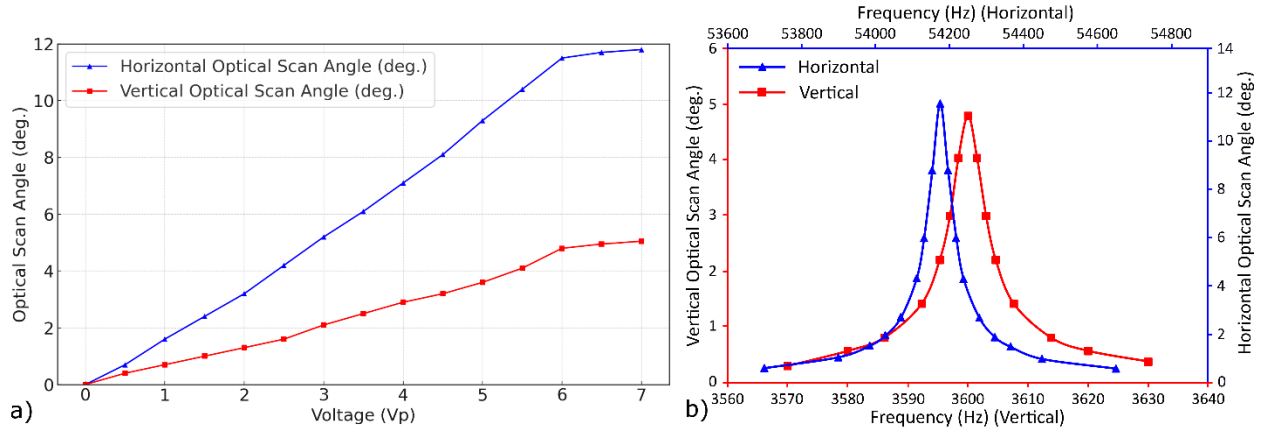 12
10
8
6
4
2
0
Optical Scan Angle (deg.)
Horizontal Optical Scan Angle (deg.)
Vertical Optical Scan Angle (deg.)
0 1 2 3 4 5 6 7
Voltage (Vp)
a)
Frequency (Hz) (Horizontal)
53600 53800 54000 54200 54400 54600 54800
6
5
4
3
2
1
0
Vertical Optical Scan Angle (deg.)
Horizontal
Vertical
14
12
10
8
6
4
2
0
Horizontal Optical Scan Angle (deg.)
3560 3570 3580 3590 3600 3610 3620 3630 3640
Frequency (Hz) (Vertical)
b)